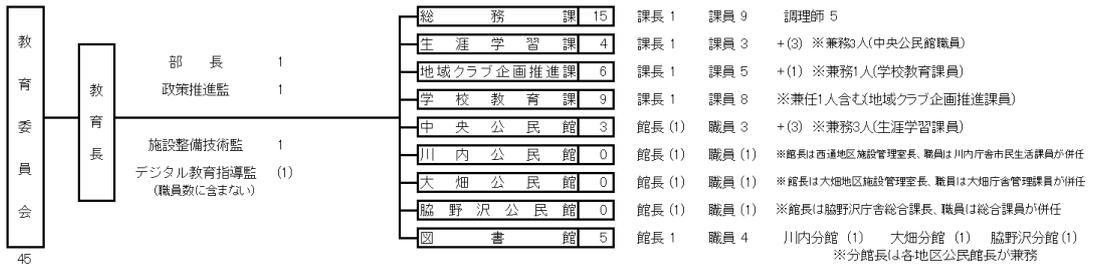 総務課 15 課長 1 課員 9 調理師 5
生涯学習課 4 課長 1 課員 3 +(3) ※兼務3人(中央公民館職員)
地域クラブ企画推進課 6 課長 1 課員 5 +(1) ※兼務1人(学校教育課員)
学校教育課 9 課長 1 課員 8 ※兼任1人含む(地域クラブ企画推進課員)
中央公民館 3 館長 (1) 職員 3 +(3) ※兼務3人(生涯学習課員)
川内公民館 0 館長 (1) 職員 (1) ※館長は西通地区施設管理室長、職員は川内庁舎市民生活課員が併任
大畑公民館 0 館長 (1) 職員 (1) ※館長は大畑地区施設管理室長、職員は大畑庁舎管理課員が併任
脇野沢公民館 0 館長 (1) 職員 (1) ※館長は脇野沢庁舎総合課長、職員は総合課員が併任
図書館 5 館長 1 職員 4 川内分館 (1) 大畑分館 (1) 脇野沢分館 (1)
※分館長は各地区公民館長が兼務
教育委員会
45
教育長
部長 1
政策推進監 1
施設整備技術監 1
デジタル教育指導監 (1)
(職員数に含まない)